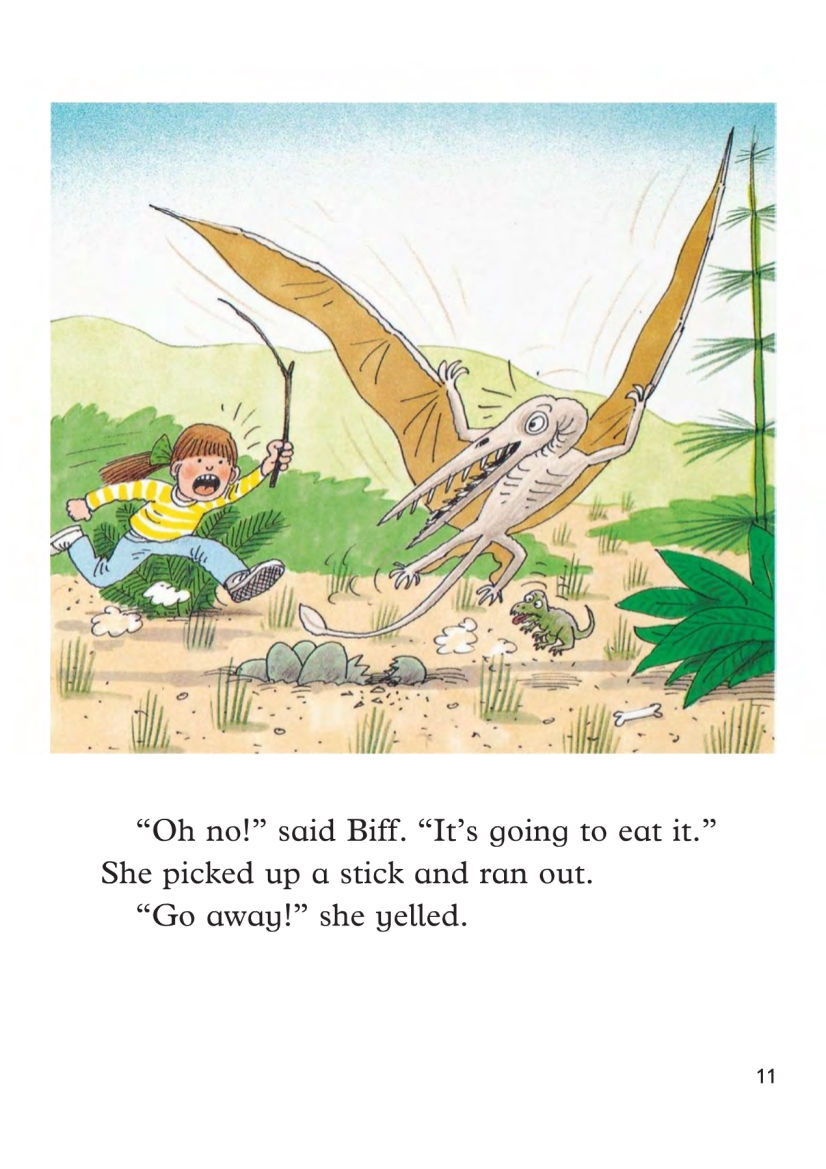 “Oh no!” said Biff. “It’s going to eat it.”
She picked up a stick and ran out.
“Go away!” she yelled.
11